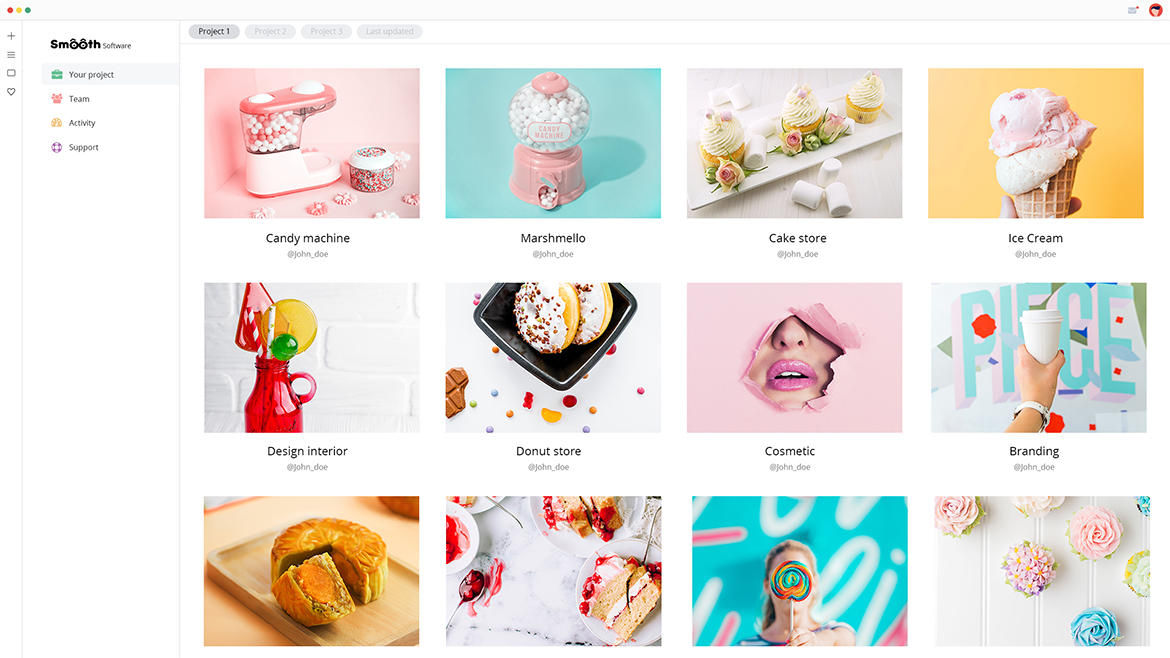 Project 1
Project 2
Project 3
Last updated
Smooth Software
Your project
Team
Activity
Support
CANDY
MACHINE
Candy machine
@John_doe
Marshmello
@John_doe
Cake store
@John_doe
Ice Cream
@John_doe
PIECE
Design interior
@John_doe
Donut store
@John_doe
Cosmetic
@John_doe
Branding
@John_doe